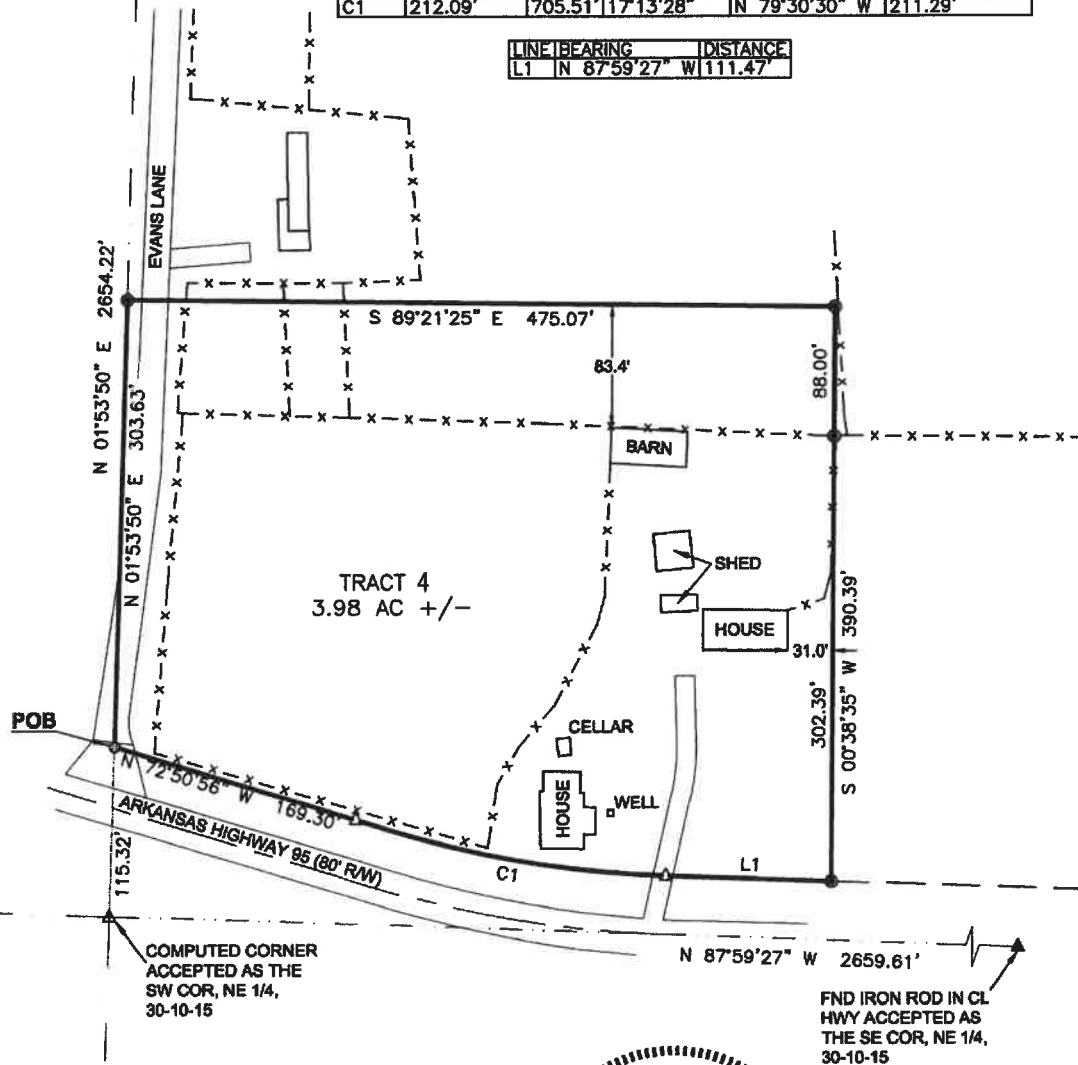 C1 212.09' 705.51' 17°13'28" N 79°30'30" W 211.29'
LINE BEARING DISTANCE
L1 N 87°59'27" W 111.47'
EVANS LANE
N 01°53'50" E 2654.22'
N 01°53'50" E 303.63'
S 89°21'25" E 475.07'
83.4'
88.00'
BARN
SHED
TRACT 4
3.98 AC +/-
HOUSE
31.0'
302.39'
S 00°38'35" W 390.39'
POB
CELLAR
HOUSE
WELL
N 72°50'56" W 169.30'
ARKANSAS HIGHWAY 95 (80' R/W)
C1
L1
115.32'
COMPUTED CORNER
ACCEPTED AS THE
SW COR, NE 1/4,
30-10-15
N 87°59'27" W 2659.61'
FND IRON ROD IN CL
HWY ACCEPTED AS
THE SE COR, NE 1/4,
30-10-15